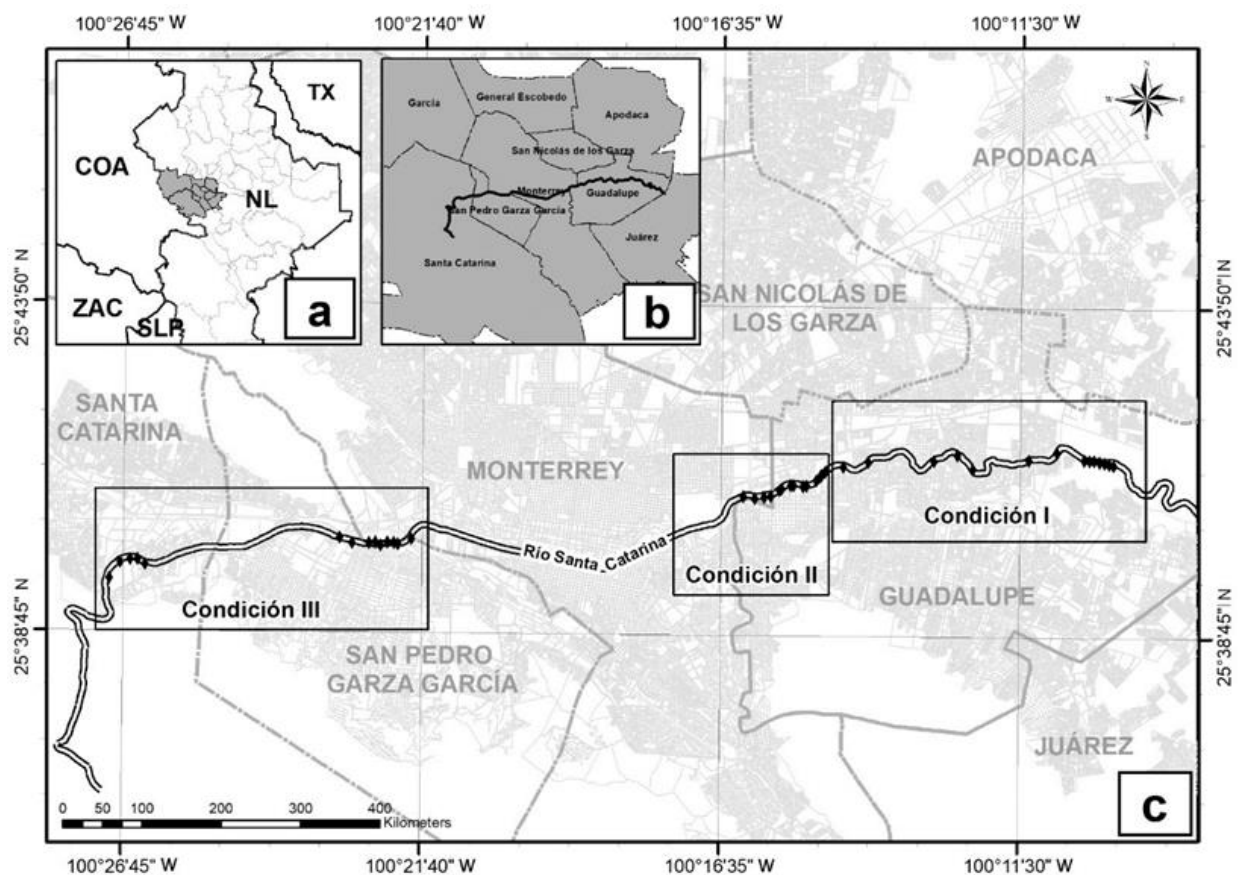 100°26'45" W
100°21'40" W
100°16'35" W
100°11'30" W
TX
COA
NL
ZAC
SLP
a
García
General Escobedo
Apodaca
San Nicolás de los Garza
Monterrey
Guadalupe
San Pedro Garza García
Juárez
Santa Catarina
b
N
W
E
S
APODACA
25°43'50" N
25°43'50" N
SAN NICOLÁS DE
LOS GARZA
SANTA
CATARINA
MONTERREY
Condición I
Río Santa_Catarina
Condición II
Condición III
GUADALUPE
25°38'45" N
25°38'45" N
SAN PEDRO
GARZA GARCÍA
JUÁREZ
0 50 100 200 300 400
Kilometers
c
100°26'45" W
100°21'40" W
100°16'35" W
100°11'30" W